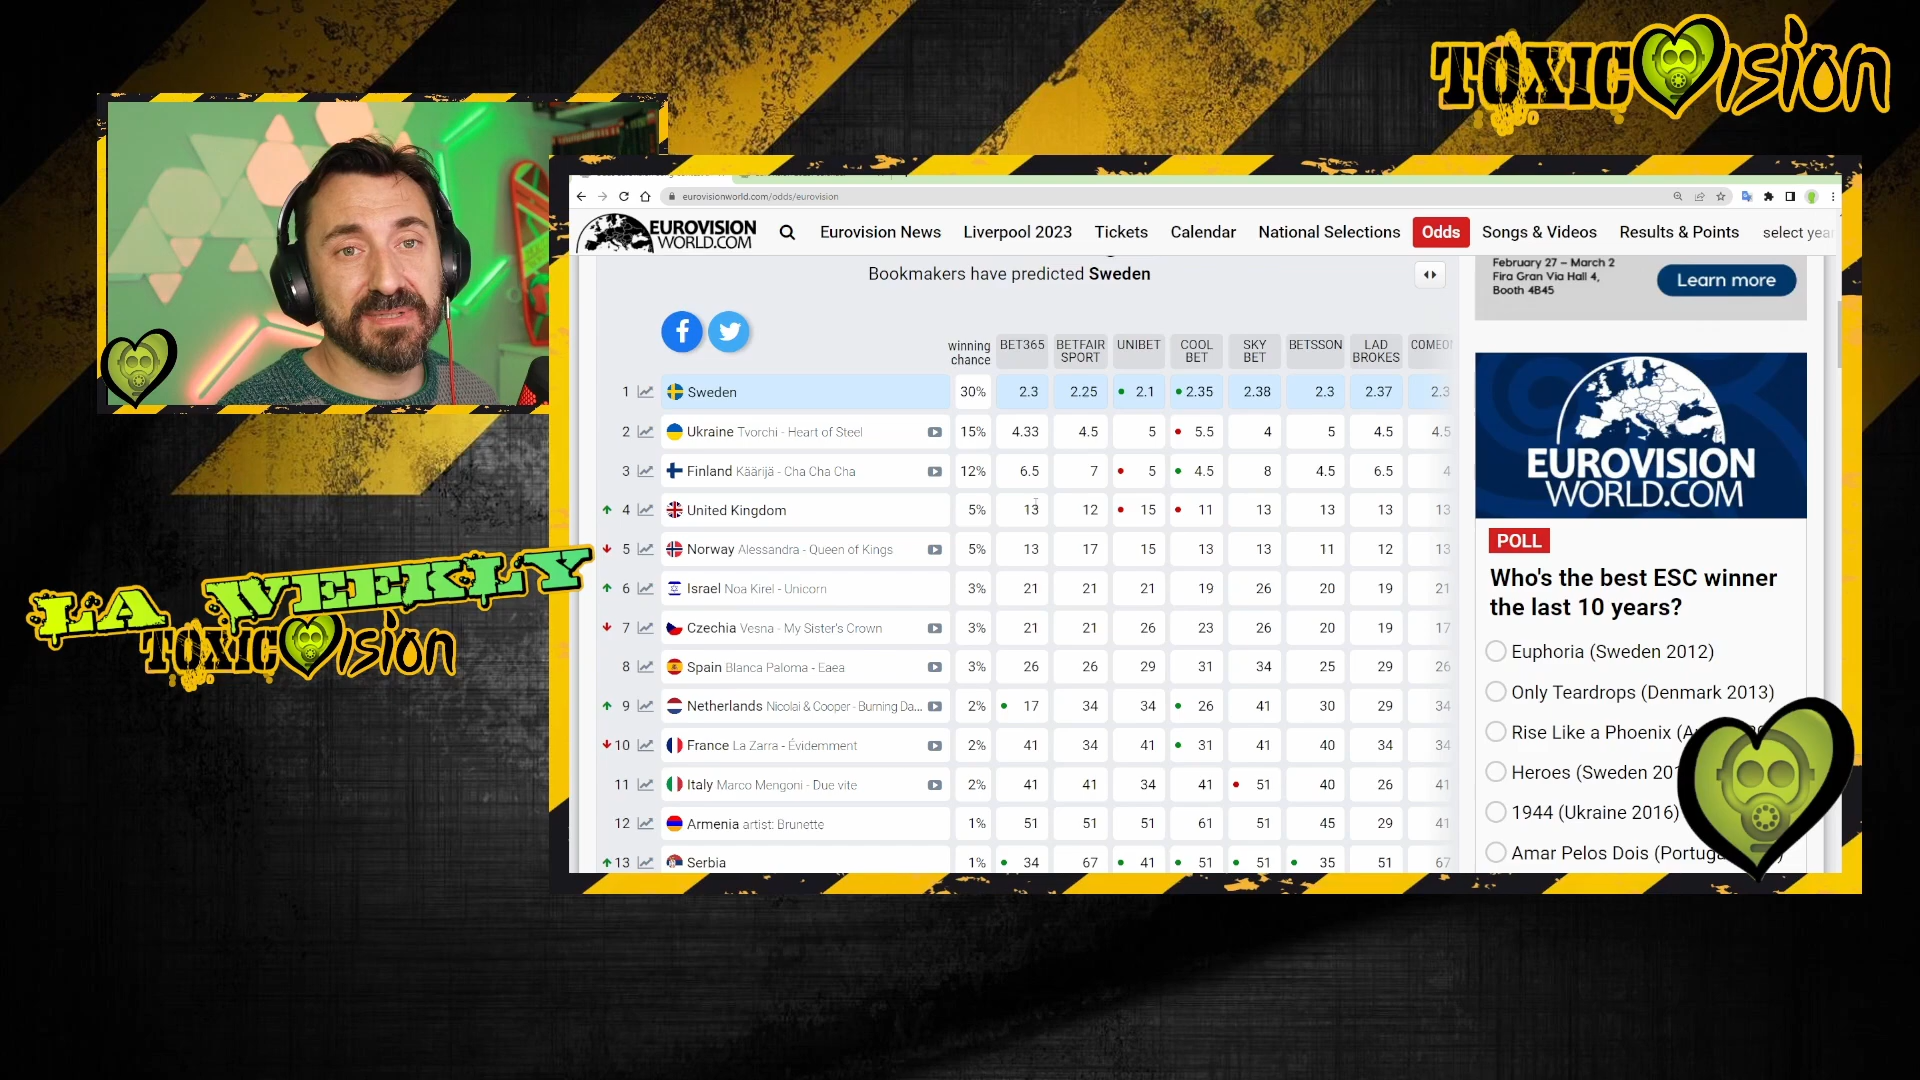 TOXICVISION
eurovisionworld.com/odds/eurovision
EUROVISION
WORLD.COM
Eurovision News Liverpool 2023 Tickets Calendar National Selections Odds Songs & Videos Results & Points select year
Bookmakers have predicted Sweden
February 27 – March 2
Fira Gran Via Hall 4,
Booth 4B45
Learn more
winning chance BET365 BETFAIR SPORT UNIBET COOL BET SKY BET BETSSON LAD BROKES COMEO
1 Sweden 30% 2.3 2.25 2.1 2.35 2.38 2.3 2.37 2.3
2 Ukraine Tvorchi - Heart of Steel 15% 4.33 4.5 5 5.5 4 5 4.5 4.5
3 Finland Käärijä - Cha Cha Cha 12% 6.5 7 5 4.5 8 4.5 6.5 4
4 United Kingdom 5% 13 12 15 11 13 13 13 13
5 Norway Alessandra - Queen of Kings 5% 13 17 15 13 13 11 12 13
6 Israel Noa Kirel - Unicorn 3% 21 21 21 19 26 20 19 21
7 Czechia Vesna - My Sister's Crown 3% 21 21 26 23 26 20 19 17
8 Spain Blanca Paloma - Eaea 3% 26 26 29 31 34 25 29 26
9 Netherlands Nicolai & Cooper - Burning Da... 2% 17 34 34 26 41 30 29 34
10 France La Zarra - Évidemment 2% 41 34 41 31 41 40 34 34
11 Italy Marco Mengoni - Due vite 2% 41 41 34 41 51 40 26 41
12 Armenia artist: Brunette 1% 51 51 51 61 51 45 29 41
13 Serbia 1% 34 67 41 51 51 35 51 67
EUROVISION
WORLD.COM
POLL
Who's the best ESC winner
the last 10 years?
Euphoria (Sweden 2012)
Only Teardrops (Denmark 2013)
Rise Like a Phoenix (A
Heroes (Sweden 201
1944 (Ukraine 2016)
Amar Pelos Dois (Portuga
LA WEEKLY
TOXICVISION